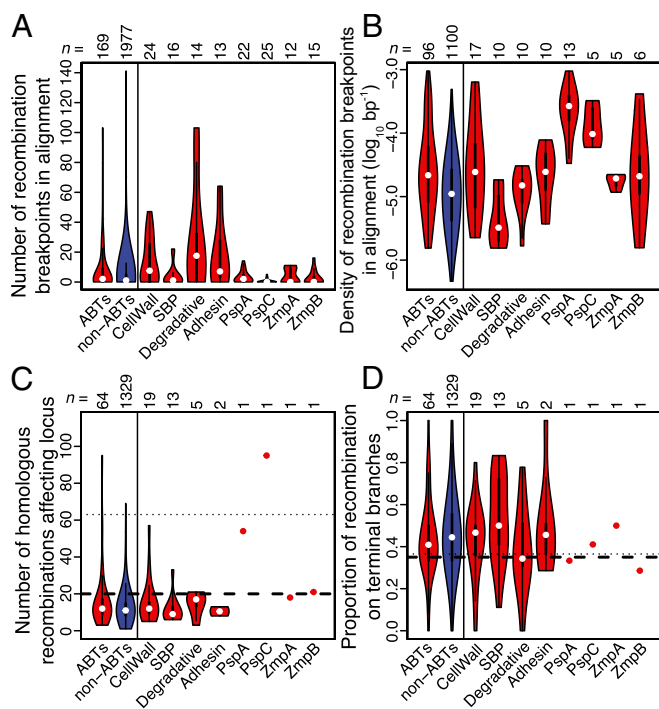 A
n =
169
1977
24
16
14
13
22
25
12
15
Number of recombination
breakpoints in alignment
140
120
100
80
60
40
20
0
ABTs
non–ABTs
CellWall
SBP
Degradative
Adhesin
PspA
PspC
ZmpA
ZmpB
B
n =
96
1100
17
10
10
10
13
5
5
6
Density of recombination breakpoints
in alignment (log10 bp-1)
−3.0
−4.0
−5.0
−6.0
ABTs
non–ABTs
CellWall
SBP
Degradative
Adhesin
PspA
PspC
ZmpA
ZmpB
C
n =
64
1329
19
13
5
2
1
1
1
1
Number of homologous
recombinations affecting locus
100
80
60
40
20
0
ABTs
non–ABTs
CellWall
SBP
Degradative
Adhesin
PspA
PspC
ZmpA
ZmpB
D
n =
64
1329
19
13
5
2
1
1
1
1
Proportion of recombination
on terminal branches
1.0
0.8
0.6
0.4
0.2
0.0
ABTs
non–ABTs
CellWall
SBP
Degradative
Adhesin
PspA
PspC
ZmpA
ZmpB